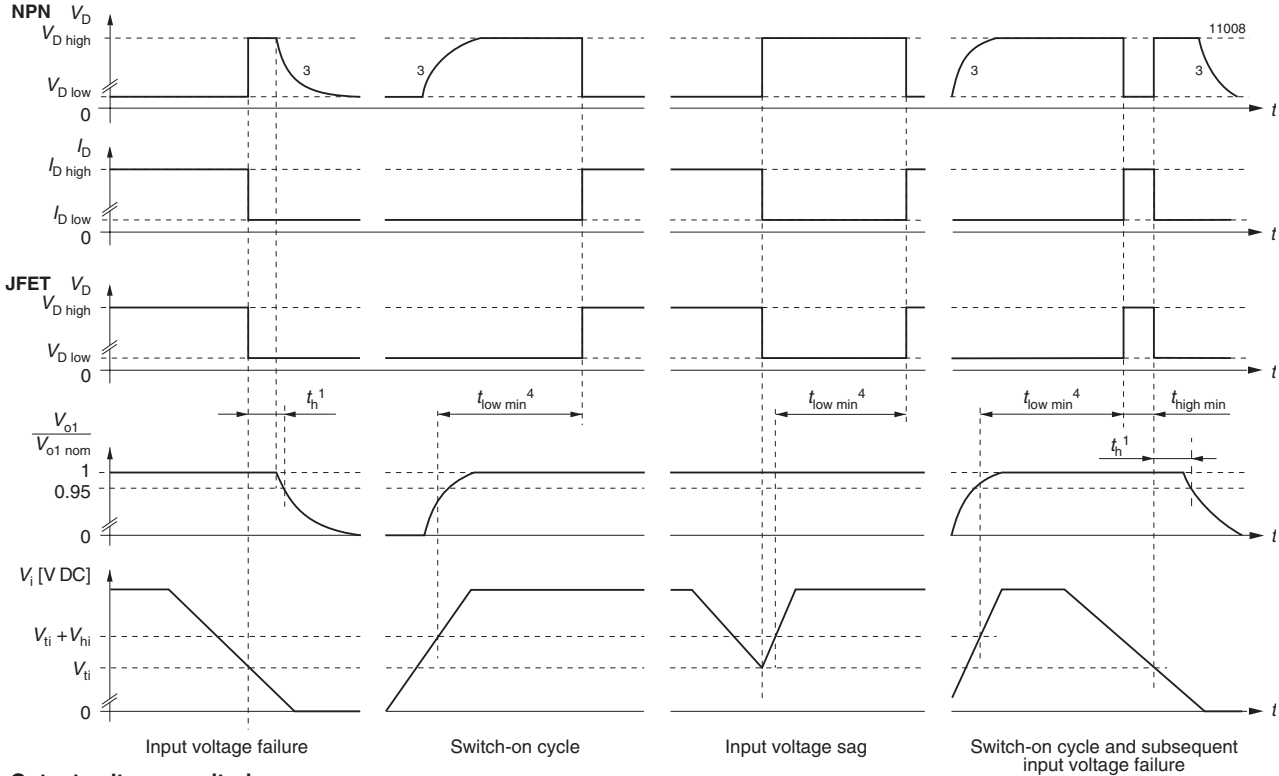 NPN V_D
V_D high
11008
3 3 3 3
V_D low
0 t
I_D
I_D high
I_D low
0 t
JFET V_D
V_D high
V_D low
0 t
t_h^1 t_low min^4 t_low min^4 t_low min^4 t_high min
V_o1
V_o1 nom
t_h^1
1
0.95
0 t
V_i [V DC]
V_ti + V_hi
V_ti
0 t
Input voltage failure Switch-on cycle Input voltage sag Switch-on cycle and subsequent
input voltage failure